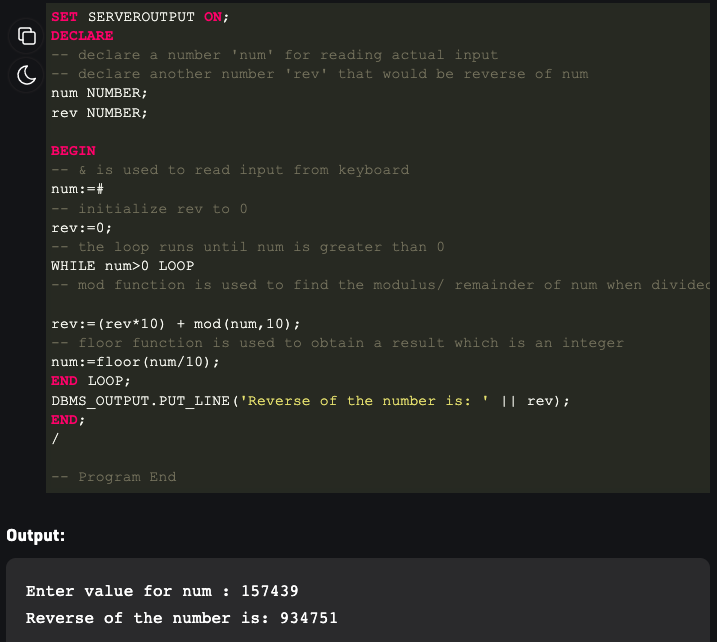 SET SERVEROUTPUT ON;
DECLARE
-- declare a number 'num' for reading actual input
-- declare another number 'rev' that would be reverse of num
num NUMBER;
rev NUMBER;
BEGIN
-- & is used to read input from keyboard
num:=#
-- initialize rev to 0
rev:=0;
-- the loop runs until num is greater than 0
WHILE num>0 LOOP
-- mod function is used to find the modulus/ remainder of num when divided
rev:=(rev*10) + mod(num,10);
-- floor function is used to obtain a result which is an integer
num:=floor(num/10);
END LOOP;
DBMS_OUTPUT.PUT_LINE('Reverse of the number is: ' || rev);
END;
/
-- Program End
Output:
Enter value for num : 157439
Reverse of the number is: 934751